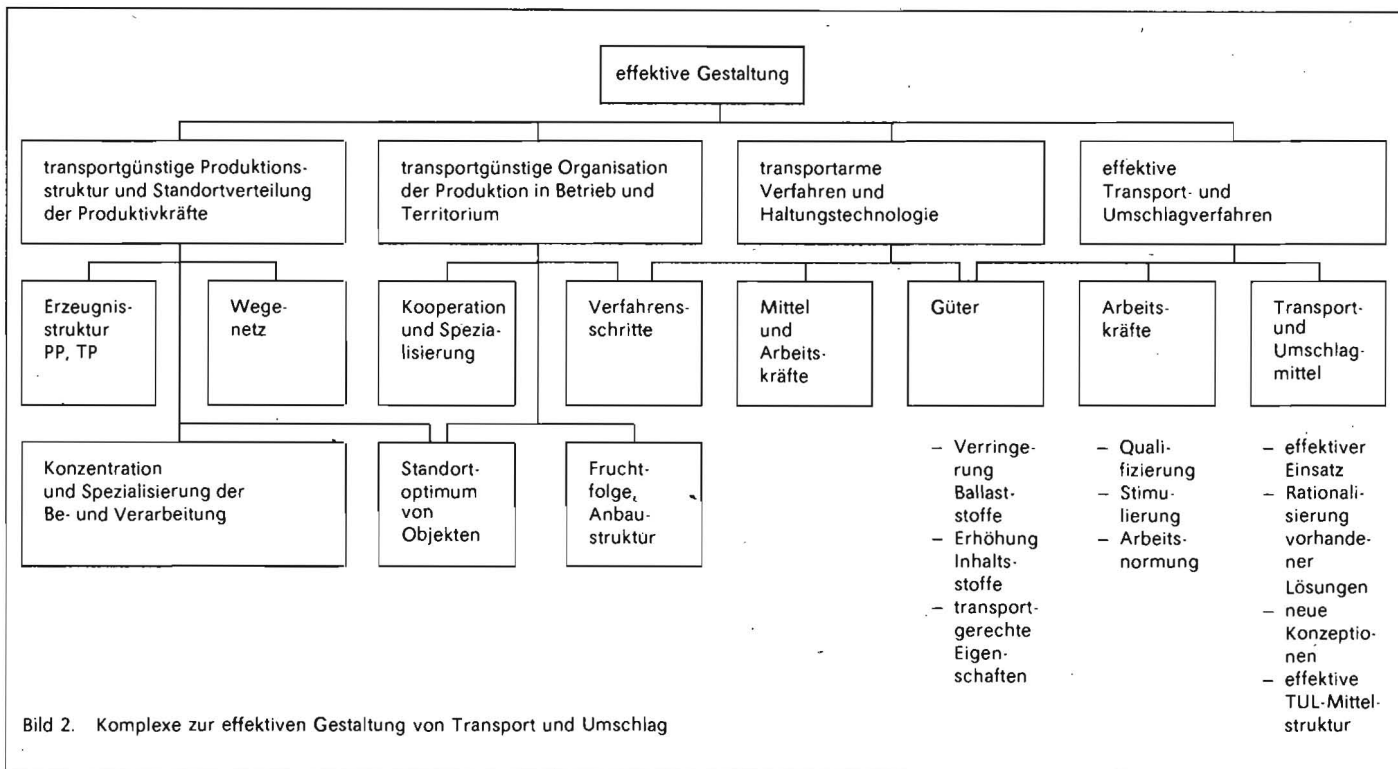 effektive Gestaltung
transportgünstige Produktions-
struktur und Standortverteilung
der Produktivkräfte
transportgünstige Organisation
der Produktion in Betrieb und
Territorium
transportarme
Verfahren und
Haltungstechnologie
effektive
Transport- und
Umschlagverfahren
Erzeugnis-
struktur
PP, TP
Wege-
netz
Kooperation
und Spezia-
lisierung
Verfahrens-
schritte
Mittel
und
Arbeits-
kräfte
Güter
Arbeits-
kräfte
Transport-
und
Umschlag-
mittel
Konzentration
und Spezialisierung der
Be- und Verarbeitung
Standort-
optimum
von
Objekten
Frucht-
folge,
Anbau-
struktur
– Verringe-
rung
Ballast-
stoffe
– Erhöhung
Inhalts-
stoffe
– transport-
gerechte
Eigen-
schaften
– Quali-
fizierung
– Stimu-
lierung
– Arbeits-
normung
– effektiver
Einsatz
– Rationali-
sierung
vorhande-
ner
Lösungen
– neue
Konzeptio-
nen
– effektive
TUL-Mittel-
struktur
Bild 2. Komplexe zur effektiven Gestaltung von Transport und Umschlag